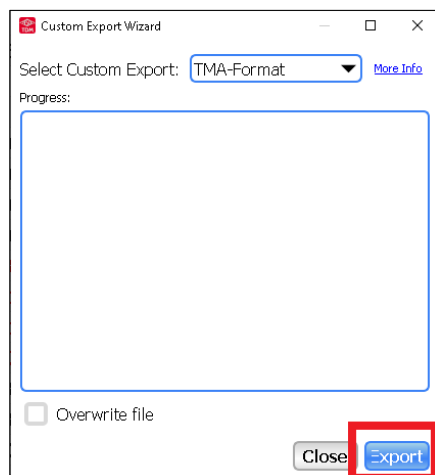 Custom Export Wizard
Select Custom Export: TMA-Format More Info
Progress:
Overwrite file
Close Export